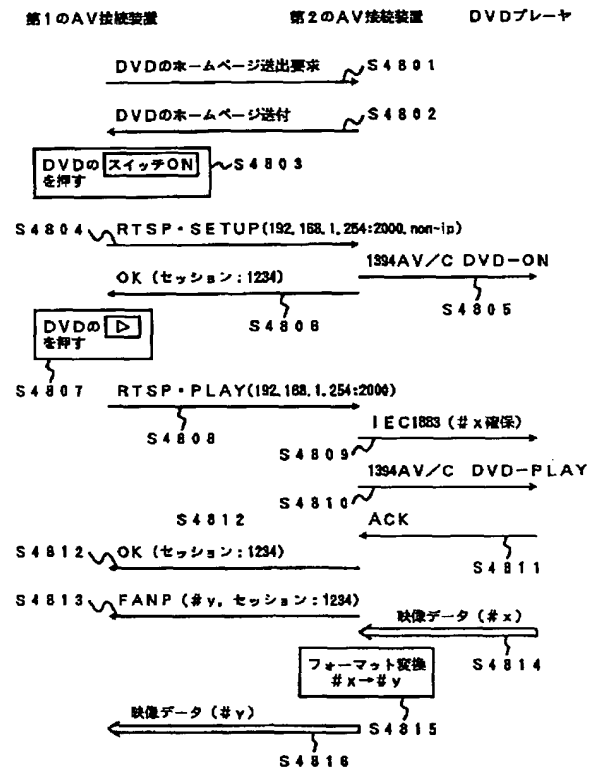 第1のAV接続装置 第2のAV接続装置 DVDプレーヤ
DVDのホームページ送出要求 S4801
DVDのホームページ送付 S4802
DVDの スイッチON
を押す
S4803
S4804 RTSP・SETUP(192.168.1.254:2000.non-ip)
1394AV/C DVD-ON
OK(セッション:1234)
S4805
S4806
DVDの ▷
を押す
S4807 RTSP・PLAY(192.168.1.254:2000)
S4808
IEC1883(#x確保)
S4809
1394AV/C DVD-PLAY
S4810
S4812 ACK
S4812 OK(セッション:1234)
S4811
S4813 FANP(#y,セッション:1234)
映像データ(#x)
S4814
フォーマット変換
#x→#y
S4815
映像データ(#y)
S4816